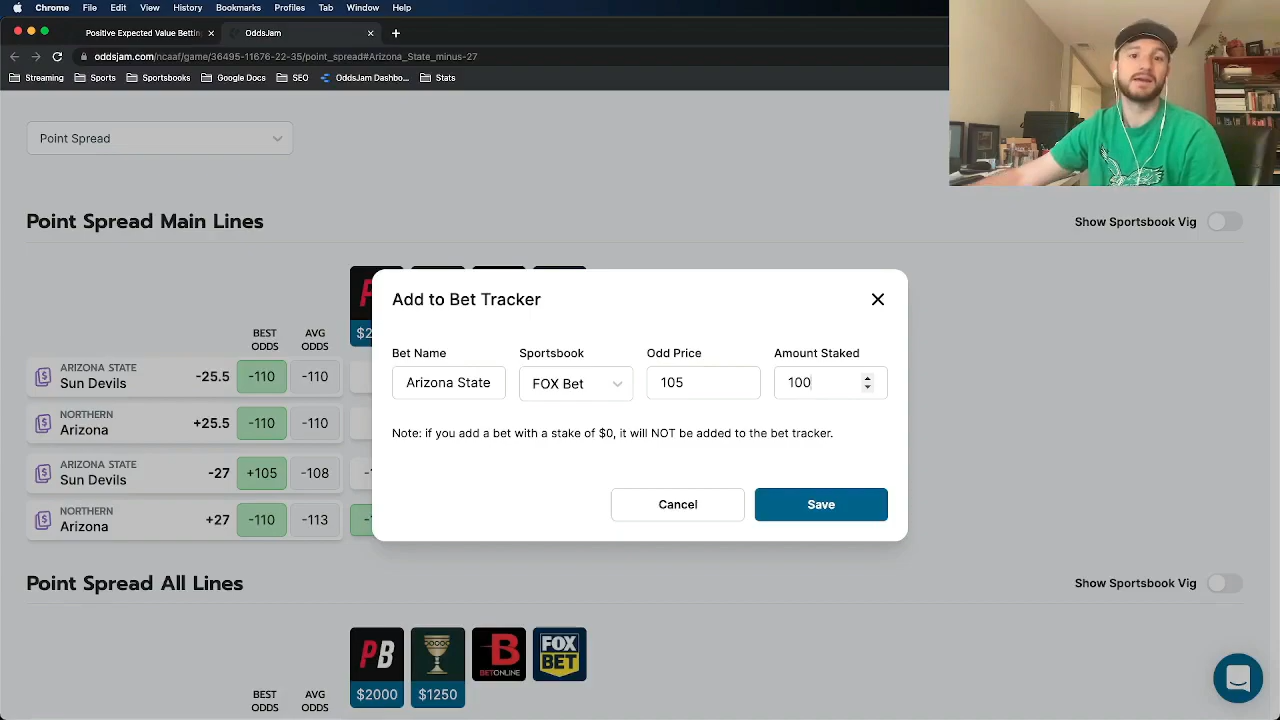 Chrome File Edit View History Bookmarks Profiles Tab Window Help
Positive Expected Value Bettin
OddsJam
oddsjam.com/ncaaf/game/36495-11676-22-35/point_spread#Arizona_State_minus-27
Streaming Sports Sportsbooks Google Docs SEO OddsJam Dashbo... Stats
Point Spread
Point Spread Main Lines
Show Sportsbook Vig
BEST ODDS
AVG ODDS
ARIZONA STATE
Sun Devils -25.5 -110 -110
NORTHERN
Arizona +25.5 -110 -110
ARIZONA STATE
Sun Devils -27 +105 -108
NORTHERN
Arizona +27 -110 -113
Add to Bet Tracker
Bet Name Sportsbook Odd Price Amount Staked
Arizona State FOX Bet 105 100
Note: if you add a bet with a stake of $0, it will NOT be added to the bet tracker.
Cancel Save
Point Spread All Lines
Show Sportsbook Vig
PB B FOX
BETONLINE BET
$2000 $1250
BEST ODDS
AVG ODDS